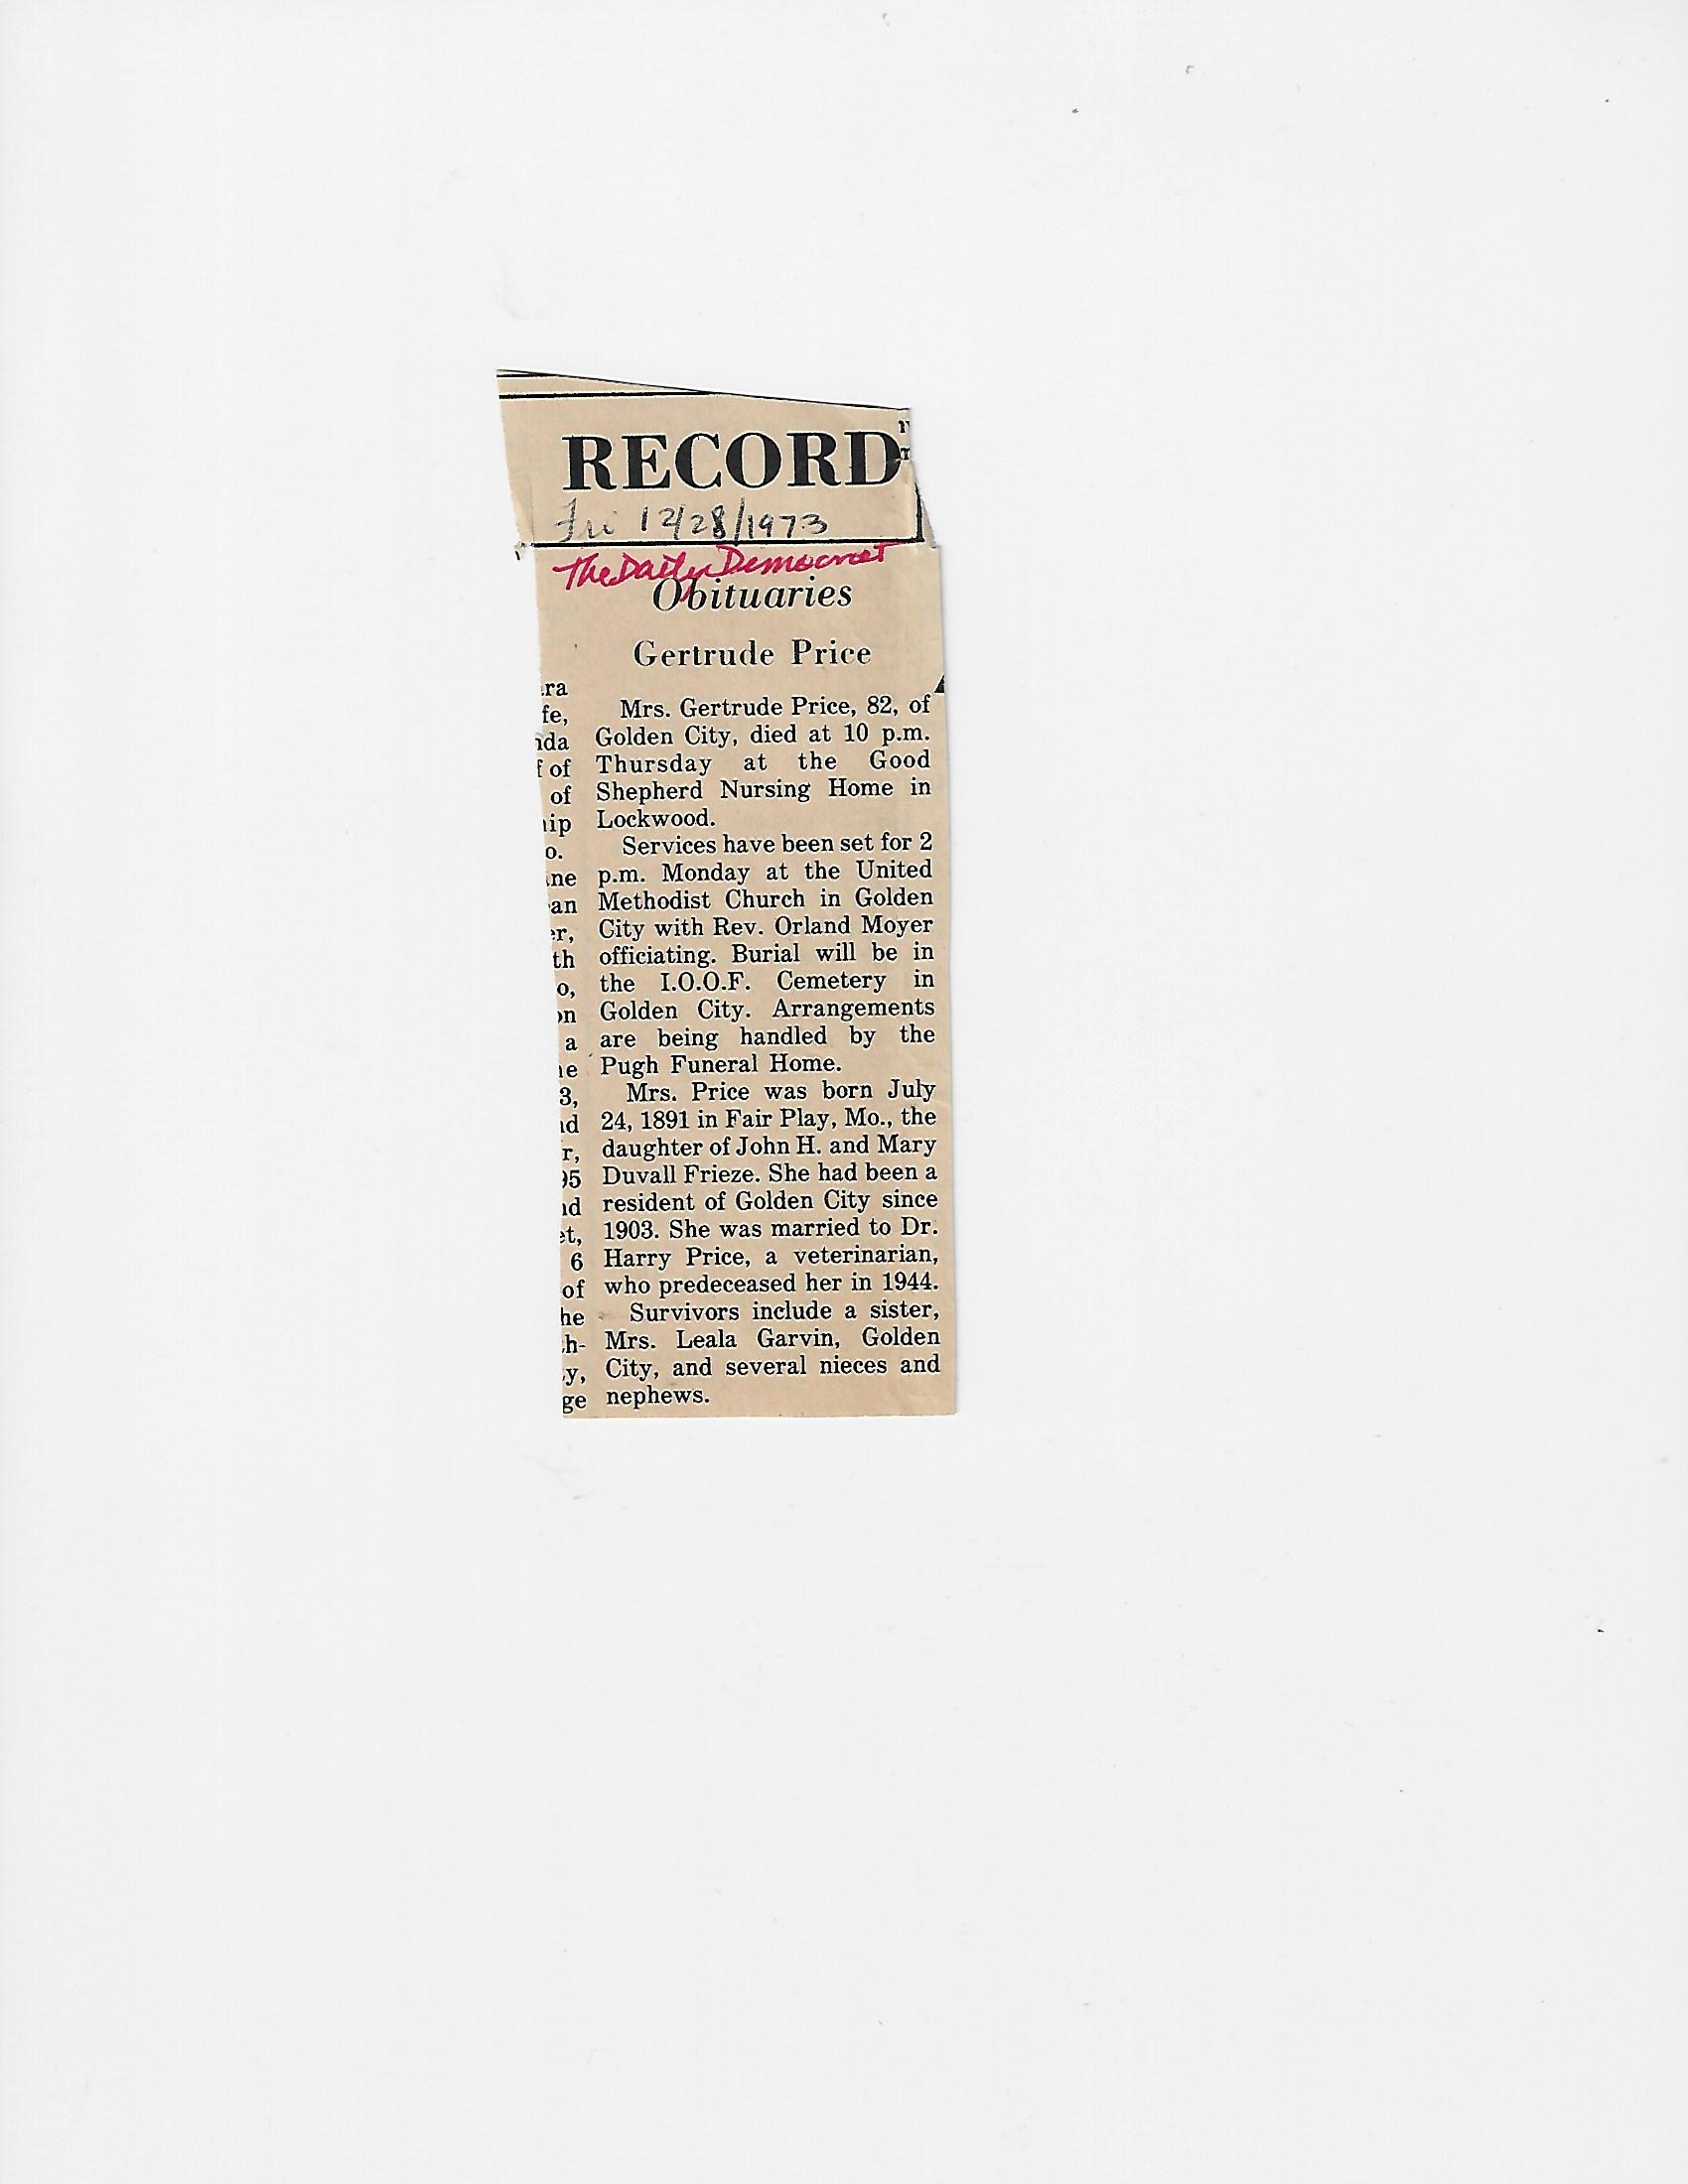 RECORD
Fri 12/28/1973
The Daily Democrat
Obituaries
Gertrude Price
Mrs. Gertrude Price, 82, of
Golden City, died at 10 p.m.
Thursday at the Good
Shepherd Nursing Home in
Lockwood.
Services have been set for 2
p.m. Monday at the United
Methodist Church in Golden
City with Rev. Orland Moyer
officiating. Burial will be in
the I.O.O.F. Cemetery in
Golden City. Arrangements
are being handled by the
Pugh Funeral Home.
Mrs. Price was born July
24, 1891 in Fair Play, Mo., the
daughter of John H. and Mary
Duvall Frieze. She had been a
resident of Golden City since
1903. She was married to Dr.
Harry Price, a veterinarian,
who predeceased her in 1944.
Survivors include a sister,
Mrs. Leala Garvin, Golden
City, and several nieces and
nephews.